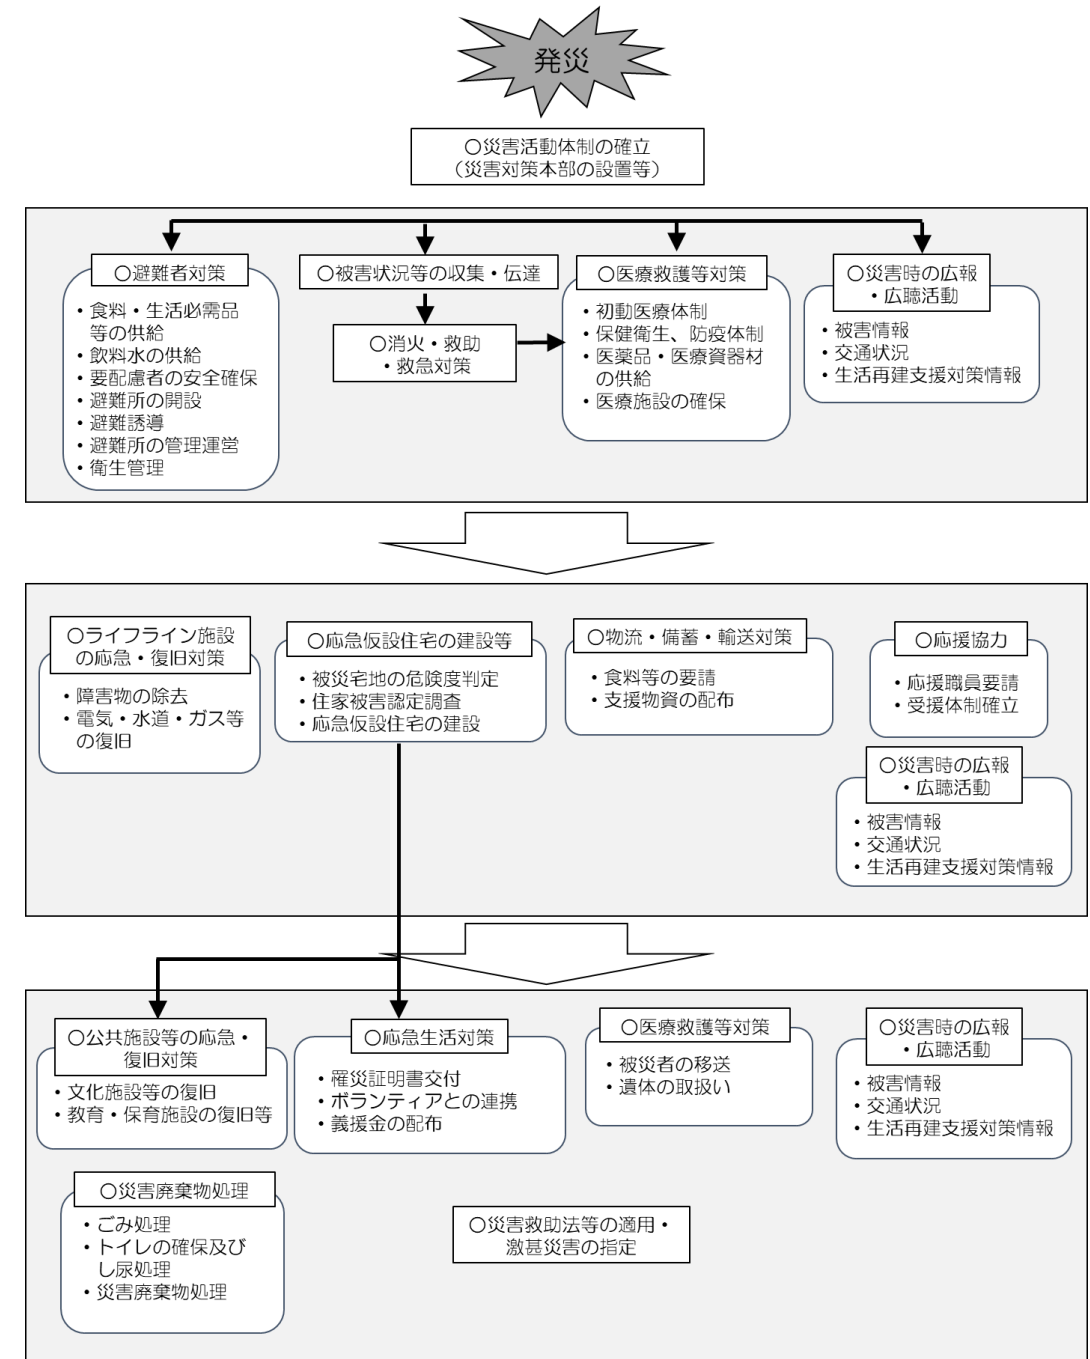 発災
〇災害活動体制の確立
（災害対策本部の設置等）
〇避難者対策
・食料・生活必需品
等の供給
・飲料水の供給
・要配慮者の安全確保
・避難所の開設
・避難誘導
・避難所の管理運営
・衛生管理
〇被害状況等の収集・伝達
〇消火・救助
・救急対策
〇医療救護等対策
・初動医療体制
・保健衛生、防疫体制
・医薬品・医療資器材
の供給
・医療施設の確保
〇災害時の広報
・広聴活動
・被害情報
・交通状況
・生活再建支援対策情報
〇ライフライン施設
の応急・復旧対策
・障害物の除去
・電気・水道・ガス等
の復旧
〇応急仮設住宅の建設等
・被災宅地の危険度判定
・住家被害認定調査
・応急仮設住宅の建設
〇物流・備蓄・輸送対策
・食料等の要請
・支援物資の配布
〇応援協力
・応援職員要請
・受援体制確立
〇災害時の広報
・広聴活動
・被害情報
・交通状況
・生活再建支援対策情報
〇公共施設等の応急・
復旧対策
・文化施設等の復旧
・教育・保育施設の復旧等
〇応急生活対策
・罹災証明書交付
・ボランティアとの連携
・義援金の配布
〇医療救護等対策
・被災者の移送
・遺体の取扱い
〇災害時の広報
・広聴活動
・被害情報
・交通状況
・生活再建支援対策情報
〇災害廃棄物処理
・ごみ処理
・トイレの確保及び
し尿処理
・災害廃棄物処理
〇災害救助法等の適用・
激甚災害の指定